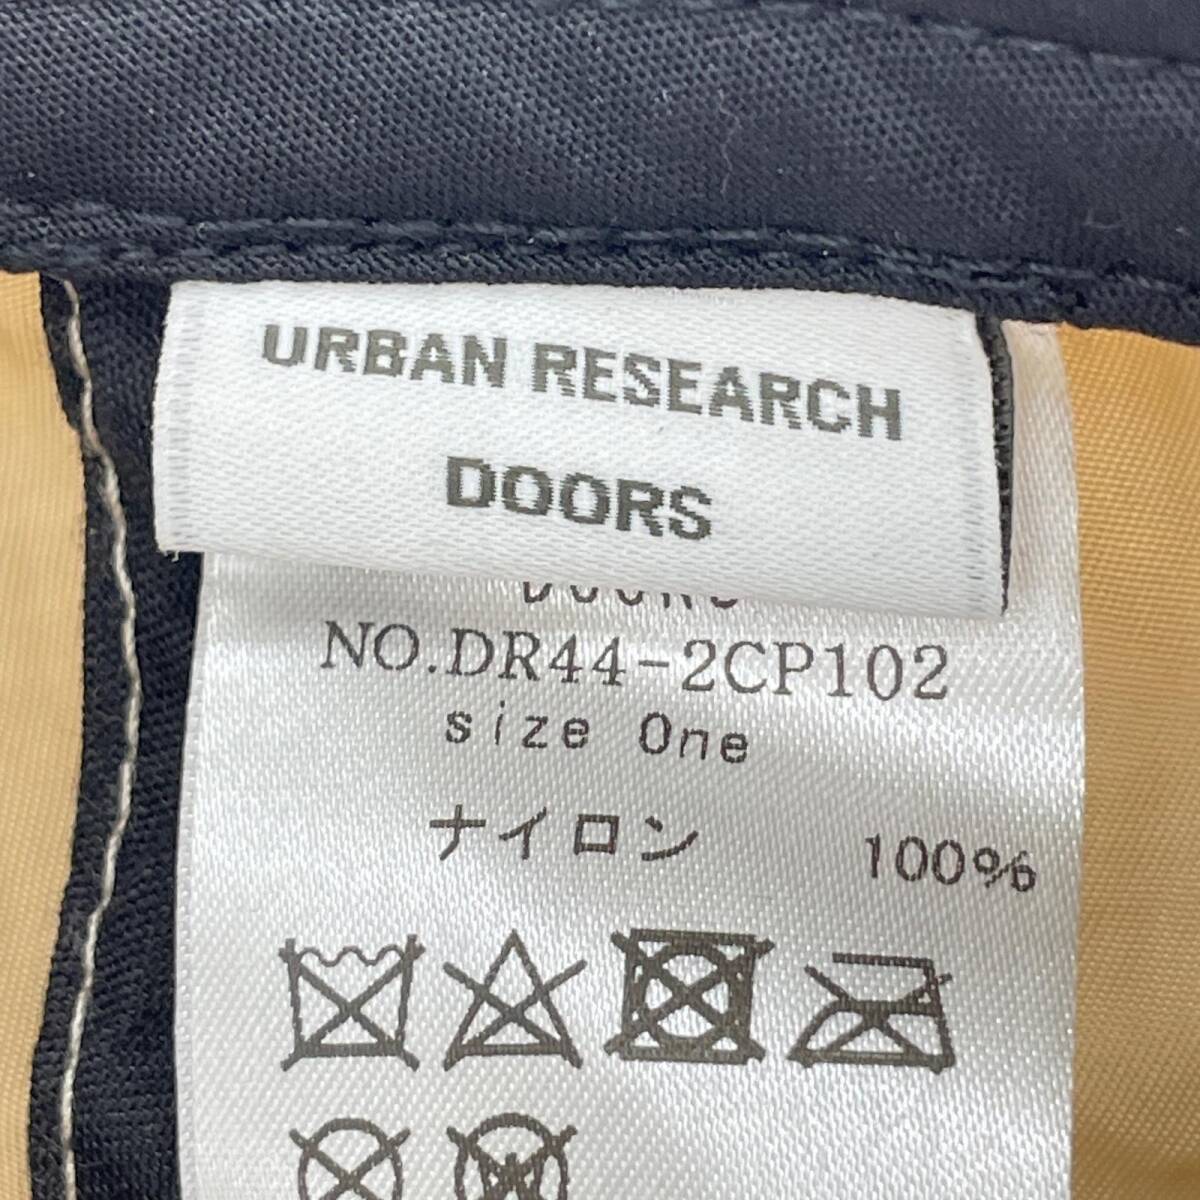 URBAN RESEARCH
DOORS
NO.DR44-2CP102
size One
ナイロン 100%